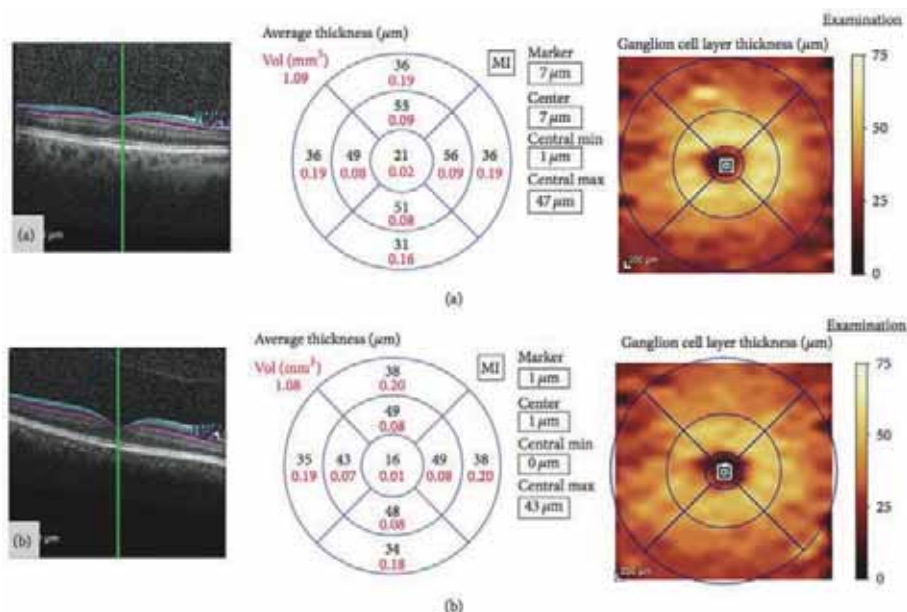 Examination
Average thickness (μm)
Ganglion cell layer thickness (μm)
Vol (mm³)
1.09
MI
36
0.19
55
0.09
36
0.19
49
0.08
21
0.02
56
0.09
36
0.19
51
0.08
31
0.16
Marker
7 μm
Center
7 μm
Central min
1 μm
Central max
47 μm
200 μm
75
50
25
0
(a)
μm
(a)
Examination
Average thickness (μm)
Ganglion cell layer thickness (μm)
Vol (mm³)
1.08
MI
38
0.20
49
0.08
35
0.19
43
0.07
16
0.01
49
0.08
38
0.20
48
0.08
34
0.18
Marker
1 μm
Center
1 μm
Central min
0 μm
Central max
43 μm
200 μm
75
50
25
0
(b)
μm
(b)